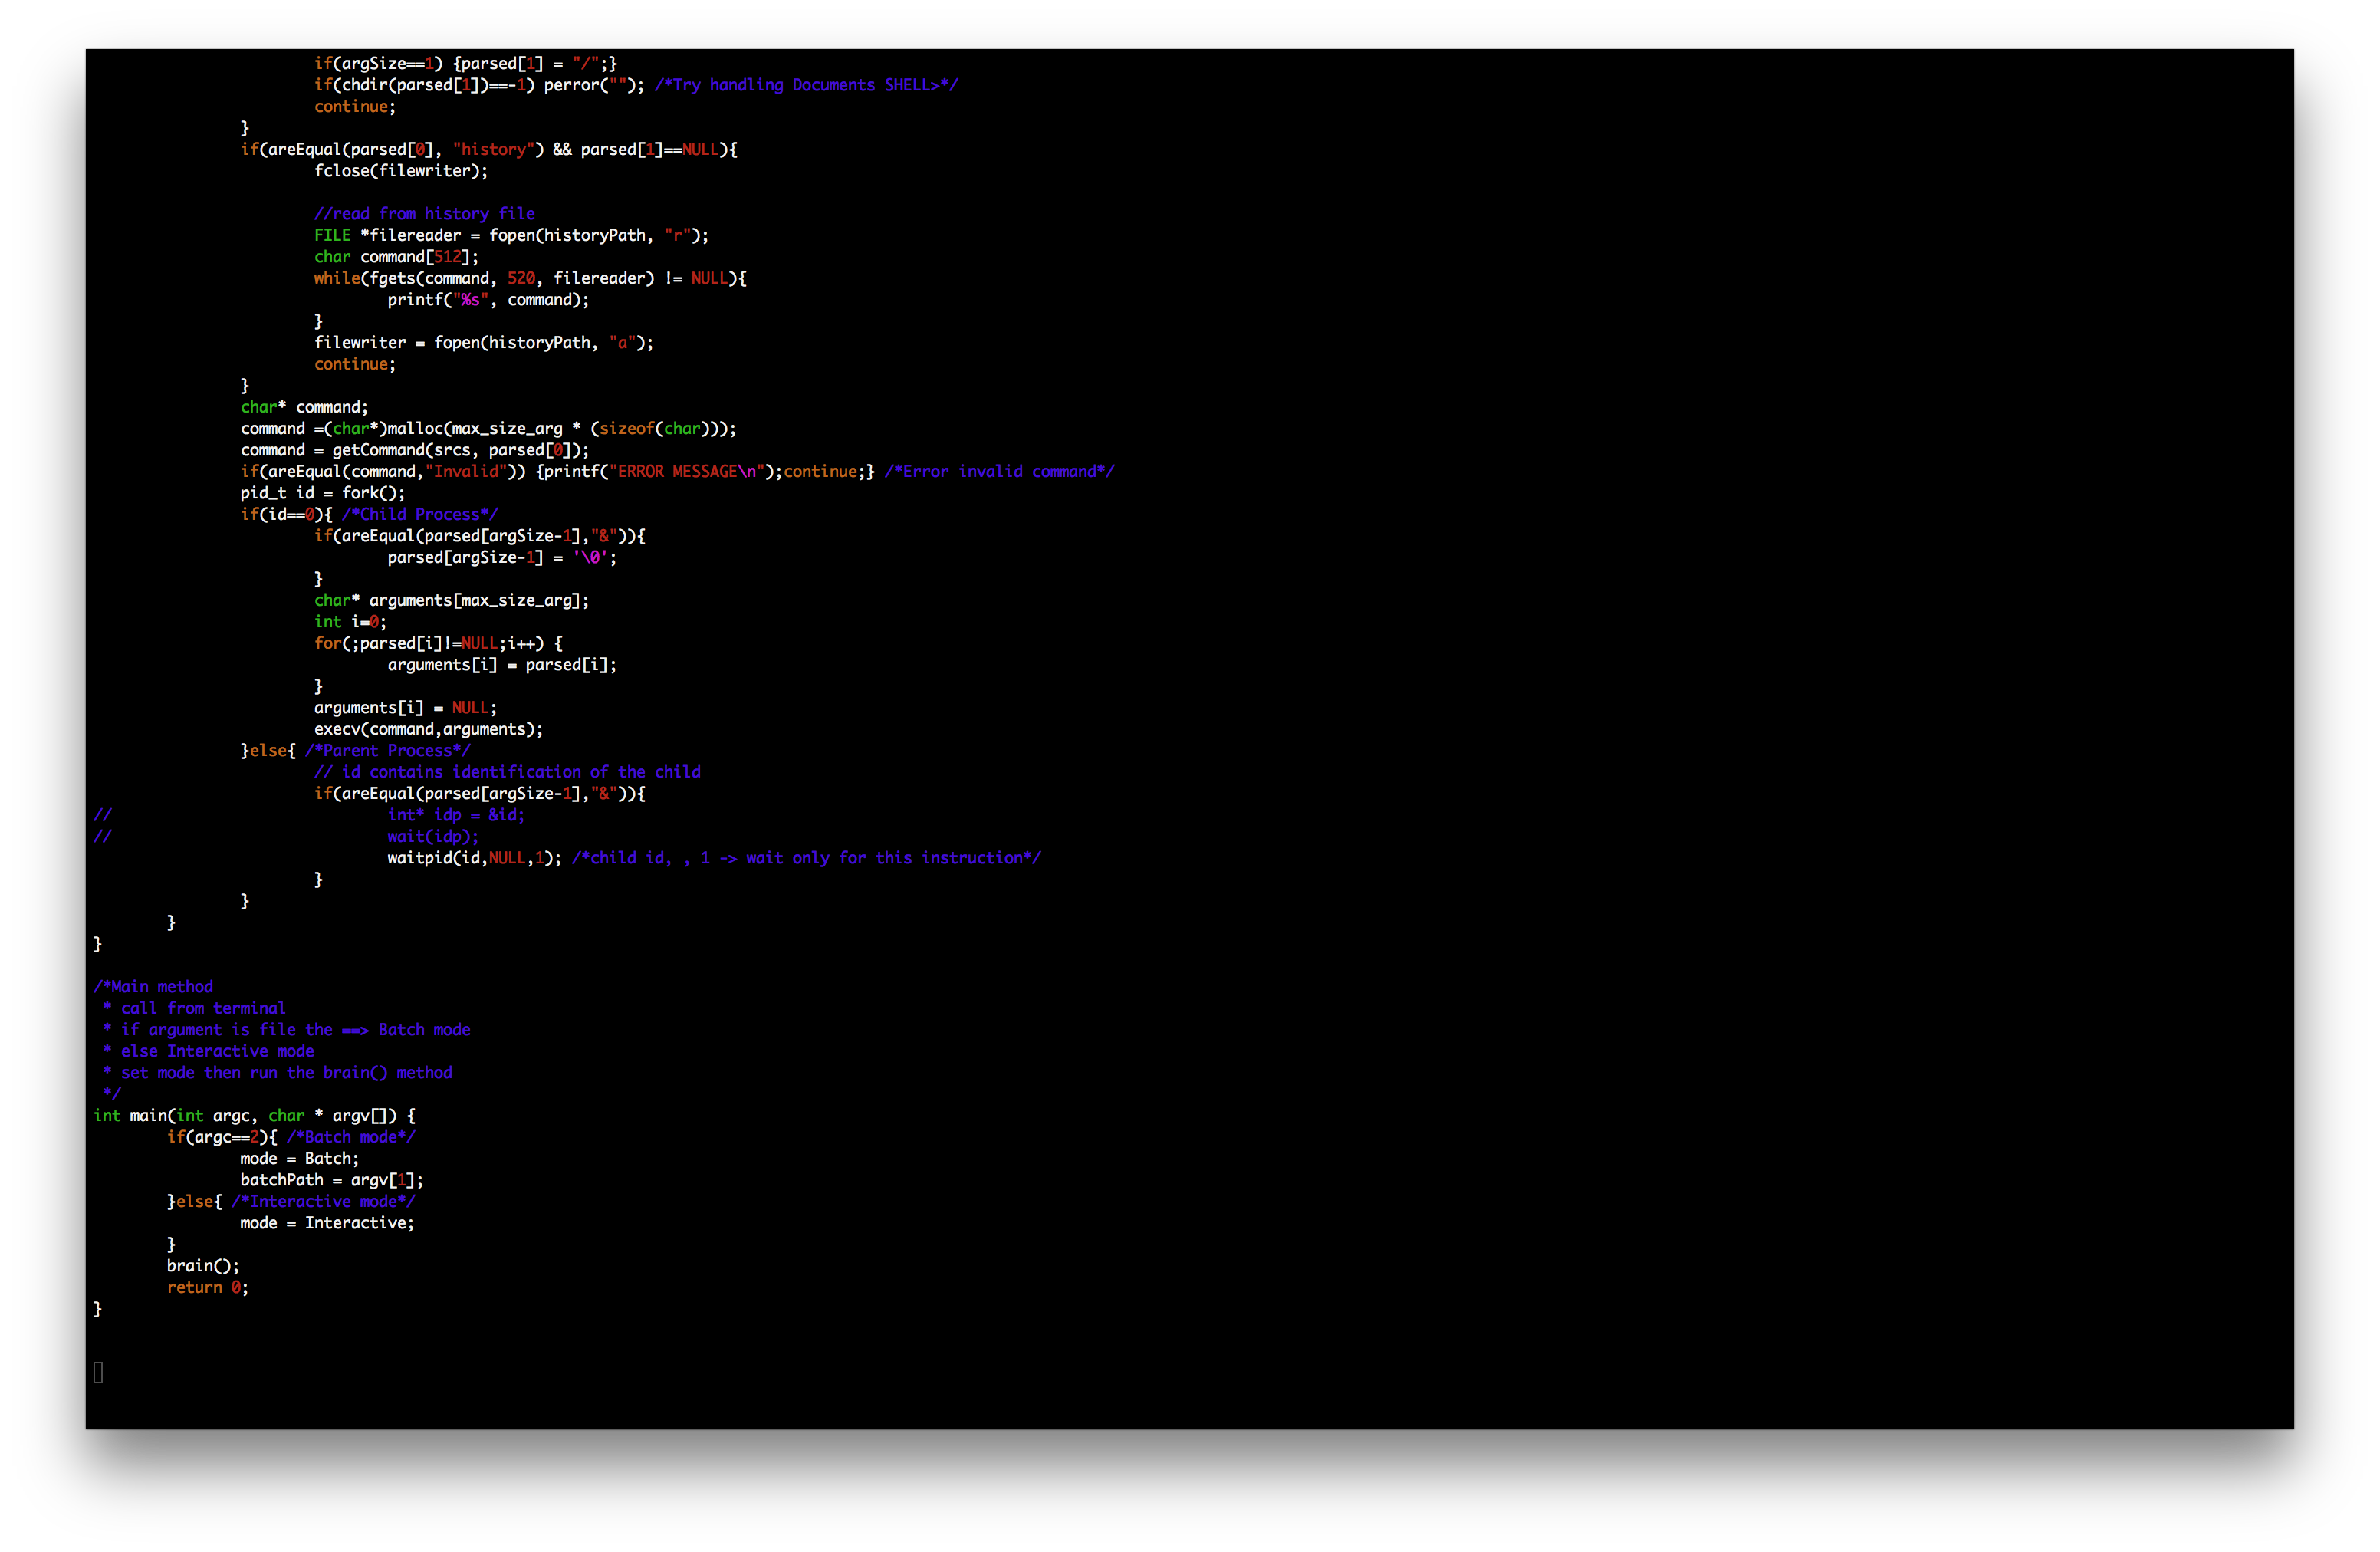 if(argSize==1) {parsed[1] = "/";}
if(chdir(parsed[1])==-1) perror(""); /*Try handling Documents SHELL>*/
continue;
}
if(areEqual(parsed[0], "history") && parsed[1]==NULL){
fclose(filewriter);
//read from history file
FILE *filereader = fopen(historyPath, "r");
char command[512];
while(fgets(command, 520, filereader) != NULL){
printf("%s", command);
}
filewriter = fopen(historyPath, "a");
continue;
}
char* command;
command =(char*)malloc(max_size_arg * (sizeof(char)));
command = getCommand(srcs, parsed[0]);
if(areEqual(command,"Invalid")) {printf("ERROR MESSAGE\n");continue;} /*Error invalid command*/
pid_t id = fork();
if(id==0){ /*Child Process*/
if(areEqual(parsed[argSize-1],"&")){
parsed[argSize-1] = '\0';
}
char* arguments[max_size_arg];
int i=0;
for(;parsed[i]!=NULL;i++) {
arguments[i] = parsed[i];
}
arguments[i] = NULL;
execv(command,arguments);
}else{ /*Parent Process*/
// id contains identification of the child
if(areEqual(parsed[argSize-1],"&")){
// int* idp = &id;
// wait(idp);
waitpid(id,NULL,1); /*child id, , 1 -> wait only for this instruction*/
}
}
}
}
/*Main method
* call from terminal
* if argument is file the ==> Batch mode
* else Interactive mode
* set mode then run the brain() method
*/
int main(int argc, char * argv[]) {
if(argc==2){ /*Batch mode*/
mode = Batch;
batchPath = argv[1];
}else{ /*Interactive mode*/
mode = Interactive;
}
brain();
return 0;
}